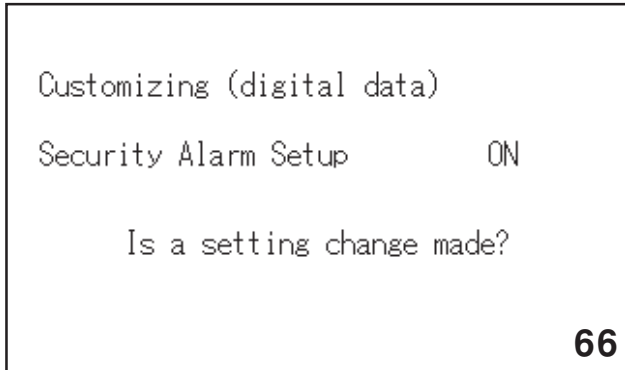 Customizing (digital data)
Security Alarm Setup ON
Is a setting change made?
66